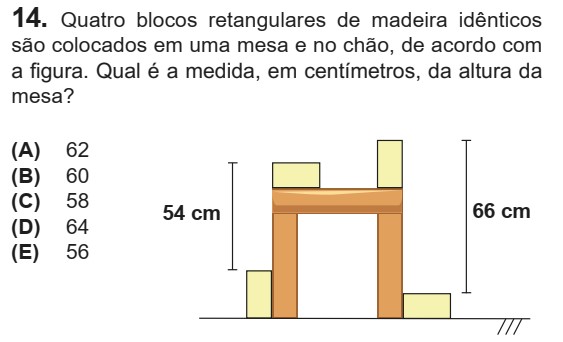 14. Quatro blocos retangulares de madeira idênticos
são colocados em uma mesa e no chão, de acordo com
a figura. Qual é a medida, em centímetros, da altura da
mesa?
(A) 62
(B) 60
(C) 58
(D) 64
(E) 56
54 cm
66 cm